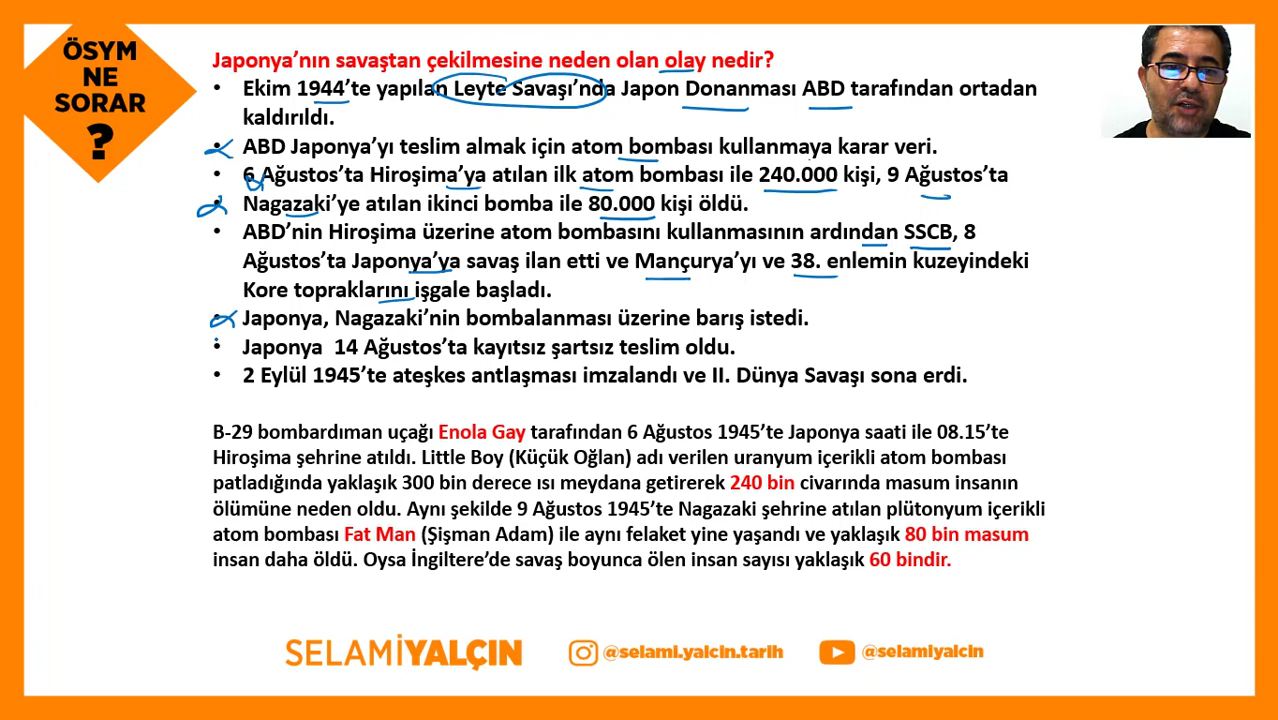 ÖSYM
NE
SORAR
?
Japonya’nın savaştan çekilmesine neden olan olay nedir?
• Ekim 1944’te yapılan Leyte Savaşı’nda Japon Donanması ABD tarafından ortadan
kaldırıldı.
• ABD Japonya’yı teslim almak için atom bombası kullanmaya karar veri.
• 6 Ağustos’ta Hiroşima’ya atılan ilk atom bombası ile 240.000 kişi, 9 Ağustos’ta
• Nagazaki’ye atılan ikinci bomba ile 80.000 kişi öldü.
• ABD’nin Hiroşima üzerine atom bombasını kullanmasının ardından SSCB, 8
Ağustos’ta Japonya’ya savaş ilan etti ve Mançurya’yı ve 38. enlemin kuzeyindeki
Kore topraklarını işgale başladı.
• Japonya, Nagazaki’nin bombalanması üzerine barış istedi.
• Japonya 14 Ağustos’ta kayıtsız şartsız teslim oldu.
• 2 Eylül 1945’te ateşkes antlaşması imzalandı ve II. Dünya Savaşı sona erdi.
B-29 bombardıman uçağı Enola Gay tarafından 6 Ağustos 1945’te Japonya saati ile 08.15’te
Hiroşima şehrine atıldı. Little Boy (Küçük Oğlan) adı verilen uranyum içerikli atom bombası
patladığında yaklaşık 300 bin derece ısı meydana getirerek 240 bin civarında masum insanın
ölümüne neden oldu. Aynı şekilde 9 Ağustos 1945’te Nagazaki şehrine atılan plütonyum içerikli
atom bombası Fat Man (Şişman Adam) ile aynı felaket yine yaşandı ve yaklaşık 80 bin masum
insan daha öldü. Oysa İngiltere’de savaş boyunca ölen insan sayısı yaklaşık 60 bindir.
SELAMİYALÇIN @selami.yalcin.tarih @selamiyalcin